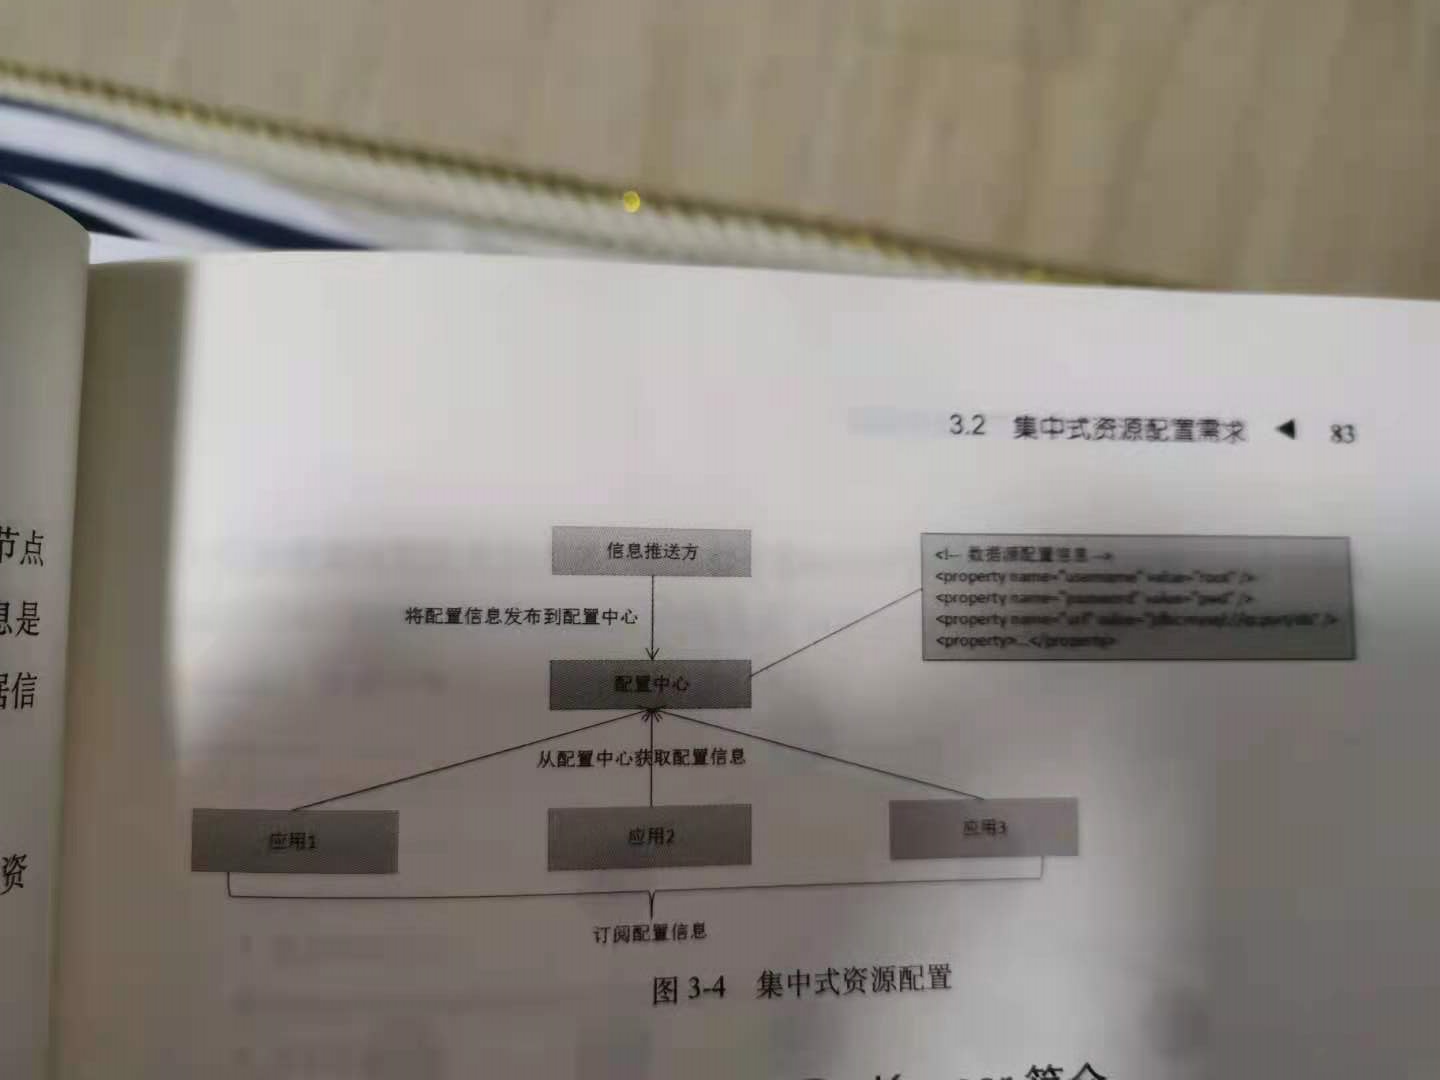 3.2 集中式资源配置需求 ◀ 83
节点
息是
据信
资
信息推送方
将配置信息发布到配置中心
配置中心
<!-- 数据源配置信息-->
<property name="username" value="root" />
<property name="password" value="pwd" />
<property name="url" value=
<property>...</property>
从配置中心获取配置信息
应用1
应用2
应用3
订阅配置信息
图 3-4 集中式资源配置
简介